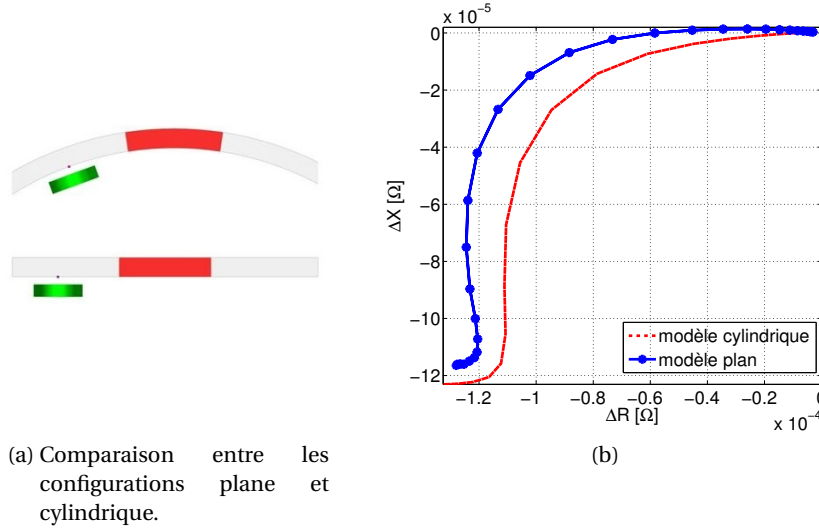 x 10⁻⁵
0
−2
−4
−6
−8
−10
−12
ΔX [Ω]
modèle cylindrique
modèle plan
−1.2 −1 −0.8 −0.6 −0.4 −0.2 0
ΔR [Ω]
x 10⁻⁴
(a) Comparaison entre les
configurations plane et
cylindrique.
(b)